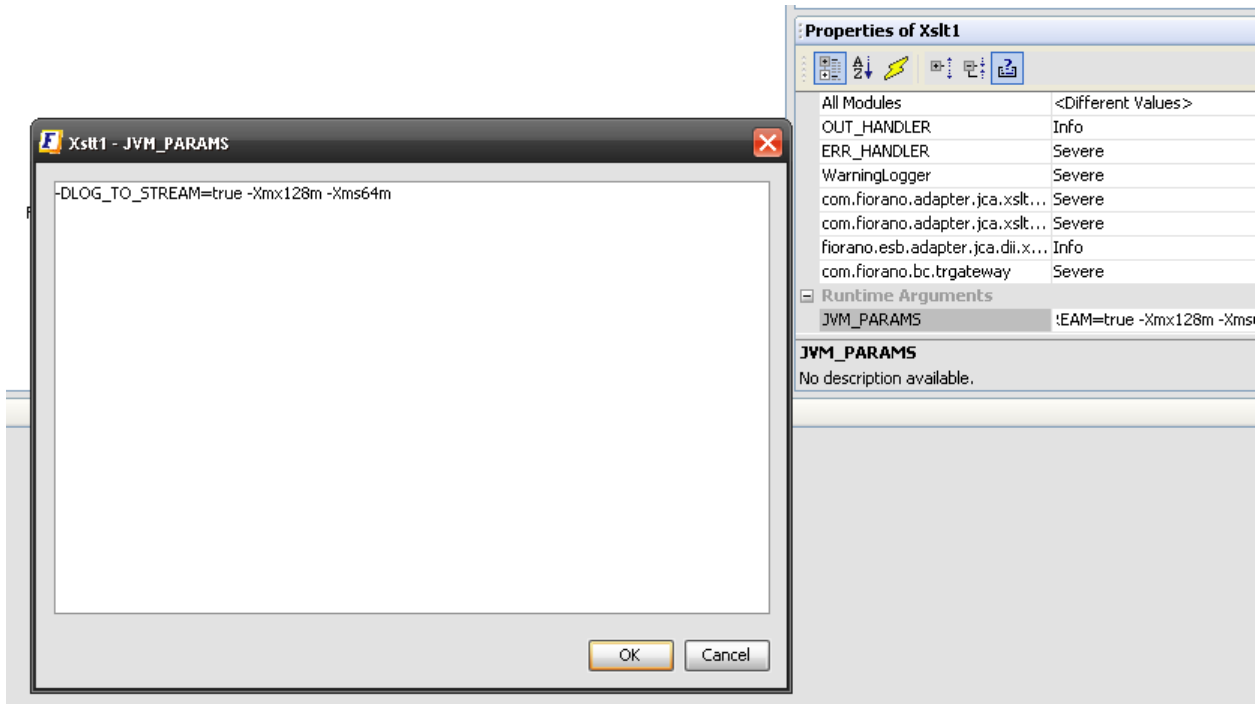 Properties of Xslt1
All Modules <Different Values>
OUT_HANDLER Info
ERR_HANDLER Severe
WarningLogger Severe
com.fiorano.adapter.jca.xslt... Severe
com.fiorano.adapter.jca.xslt... Severe
fiorano.esb.adapter.jca.dii.x... Info
com.fiorano.bc.trgateway Severe
Runtime Arguments
JVM_PARAMS EAM=true -Xmx128m -Xms
JVM_PARAMS
No description available.
Xslt1 - JVM_PARAMS
-DLOG_TO_STREAM=true -Xmx128m -Xms64m
OK Cancel